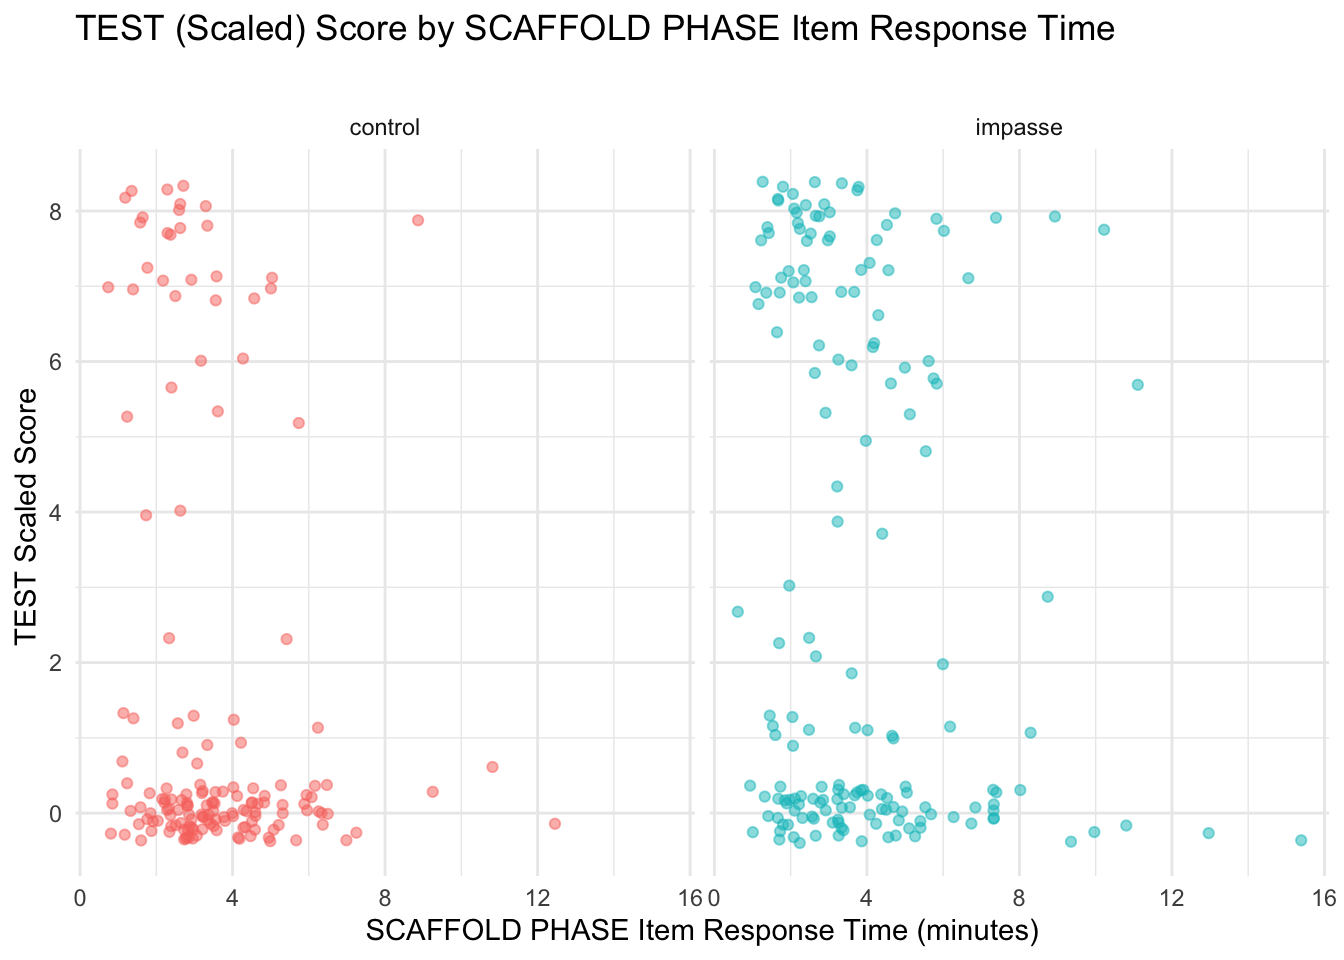 TEST (Scaled) Score by SCAFFOLD PHASE Item Response Time
control
impasse
TEST Scaled Score
8
6
4
2
0
0 4 8 12 16
0 4 8 12 16
SCAFFOLD PHASE Item Response Time (minutes)